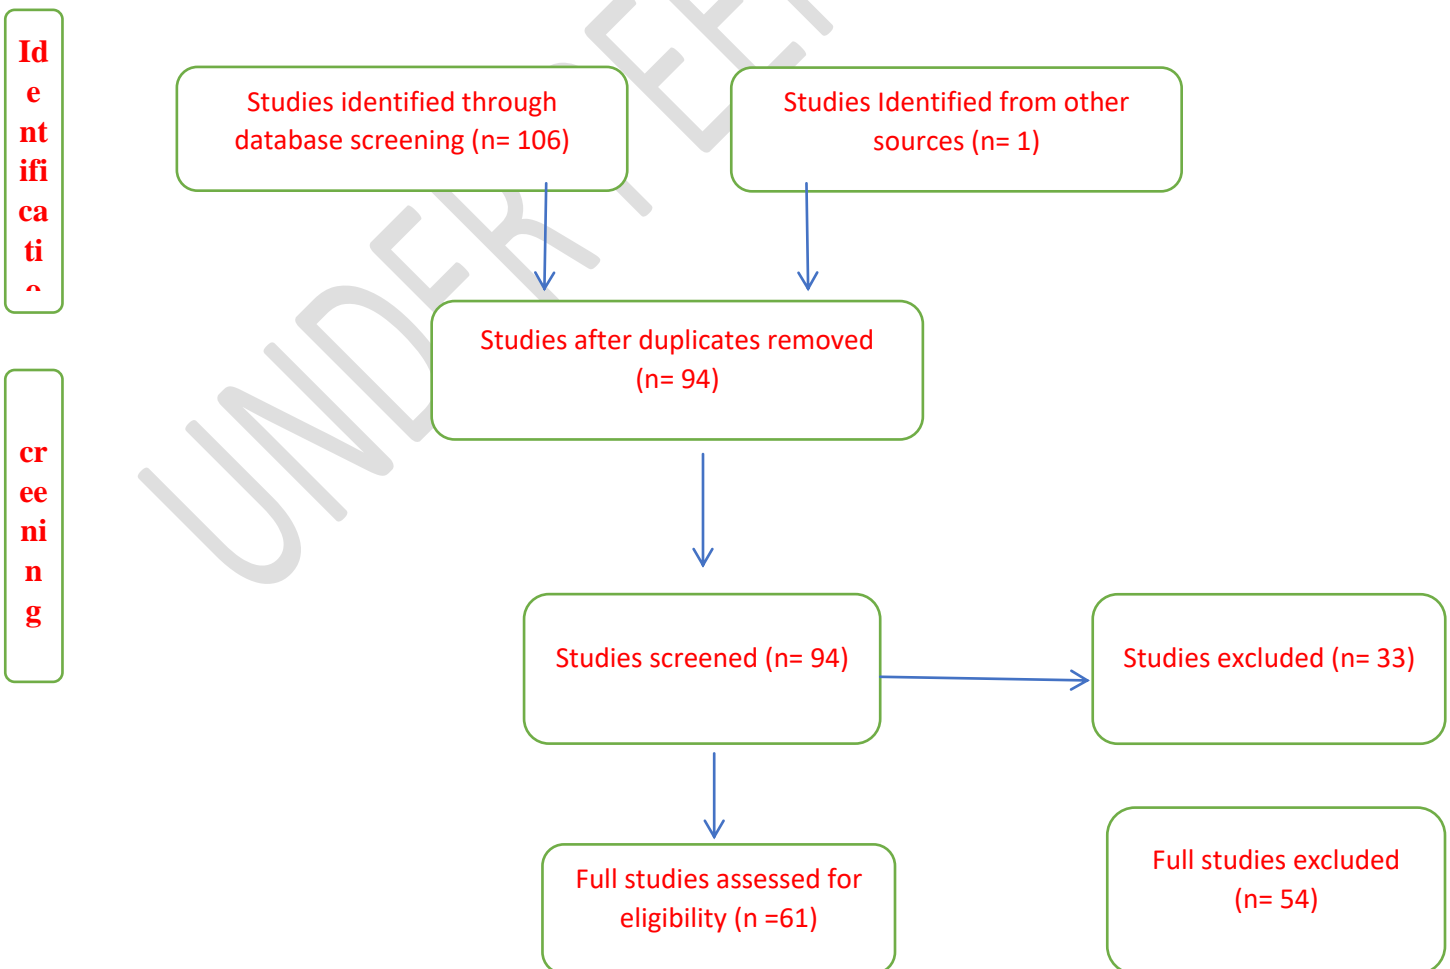 Id
e
nt
ifi
ca
ti
Studies identified through
database screening (n= 106)
Studies Identified from other
sources (n= 1)
Studies after duplicates removed
(n= 94)
cr
ee
ni
n
g
Studies screened (n= 94)
Studies excluded (n= 33)
Full studies assessed for
eligibility (n =61)
Full studies excluded
(n= 54)
UNDER